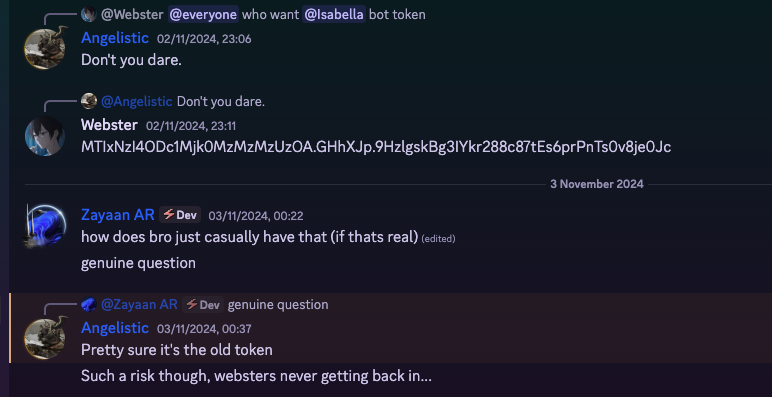 @Webster @everyone who want @Isabella bot token
Angelistic 02/11/2024, 23:06
Don't you dare.
@Angelistic Don't you dare.
Webster 02/11/2024, 23:11
MTIxNzI4ODc1Mjk0MzMzMzUzOA.GHhXJp.9HzlgskBg3IYkr288c87tEs6prPnTs0v8je0Jc
3 November 2024
Zayaan AR Dev 03/11/2024, 00:22
how does bro just casually have that (if thats real) (edited)
genuine question
@Zayaan AR Dev genuine question
Angelistic 03/11/2024, 00:37
Pretty sure it's the old token
Such a risk though, websters never getting back in...